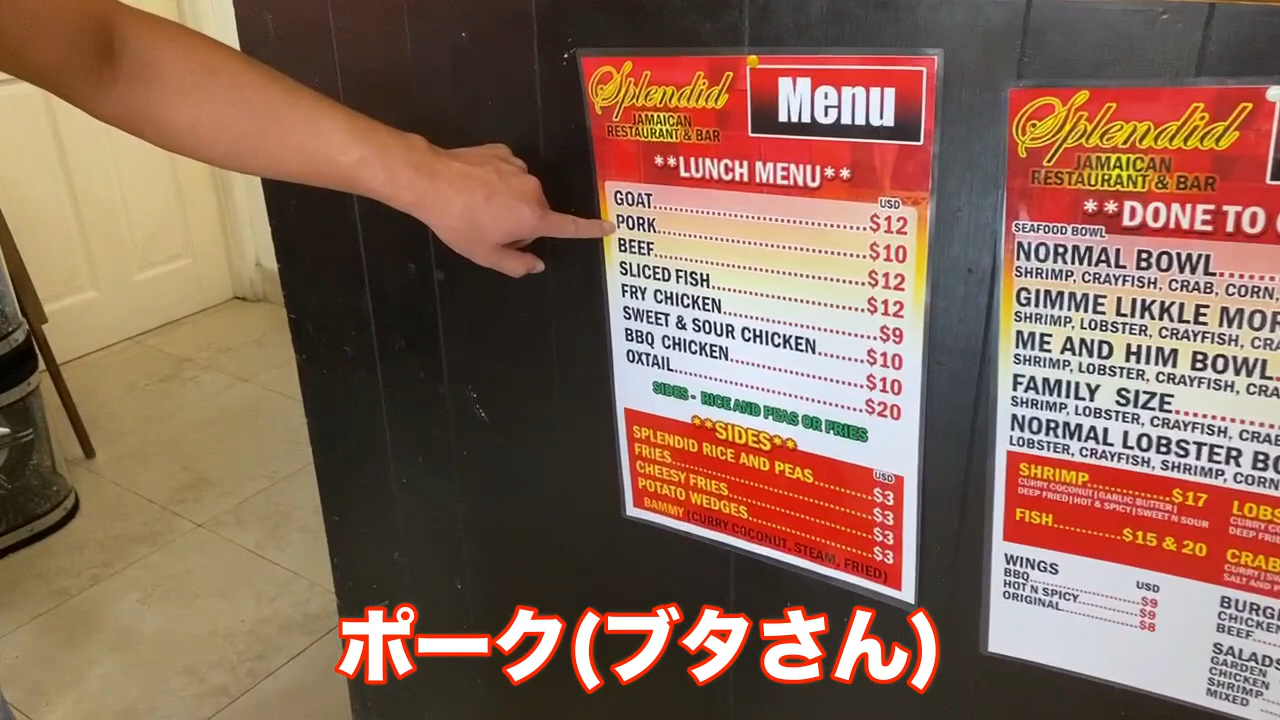 Splendid
JAMAICAN
RESTAURANT & BAR
Menu
**LUNCH MENU**
USD
GOAT.....$12
PORK.....$10
BEEF.....$12
SLICED FISH.....$12
FRY CHICKEN.....$9
SWEET & SOUR CHICKEN.....$10
BBQ CHICKEN.....$10
OXTAIL.....$20
SIDES - RICE AND PEAS OR FRIES
**SIDES**
USD
SPLENDID RICE AND PEAS.....$3
FRIES.....$3
CHEESY FRIES.....$3
POTATO WEDGES.....$3
BAMMY (CURRY COCONUT, STEAM, FRIED)
Splendid
JAMAICAN
RESTAURANT & BAR
**DONE TO
SEAFOOD BOWL
NORMAL BOWL.....
SHRIMP, CRAYFISH, CRAB, CORN,
GIMME LIKKLE MOR
SHRIMP, LOBSTER, CRAYFISH, CRA
ME AND HIM BOWL.
SHRIMP, LOBSTER, CRAYFISH, CRA
FAMILY SIZE.....
SHRIMP, LOBSTER, CRAYFISH, CRAB
NORMAL LOBSTER BO
LOBSTER, CRAYFISH, SHRIMP, CORN
SHRIMP.....$17
CURRY COCONUT | GARLIC BUTTER |
DEEP FRIED | HOT & SPICY | SWEET N SOUR
FISH.....$15 & 20
LOBS
CURRY C
DEEP FRI
CRAB
CURRY | SW
SALT AND
WINGS
USD
BBQ.....$9
HOT N SPICY.....$9
ORIGINAL.....$8
BURGE
CHICKEN
BEEF
SALADS
GARDEN
CHICKEN
SHRIMP
MIXED
ポーク(ブタさん)